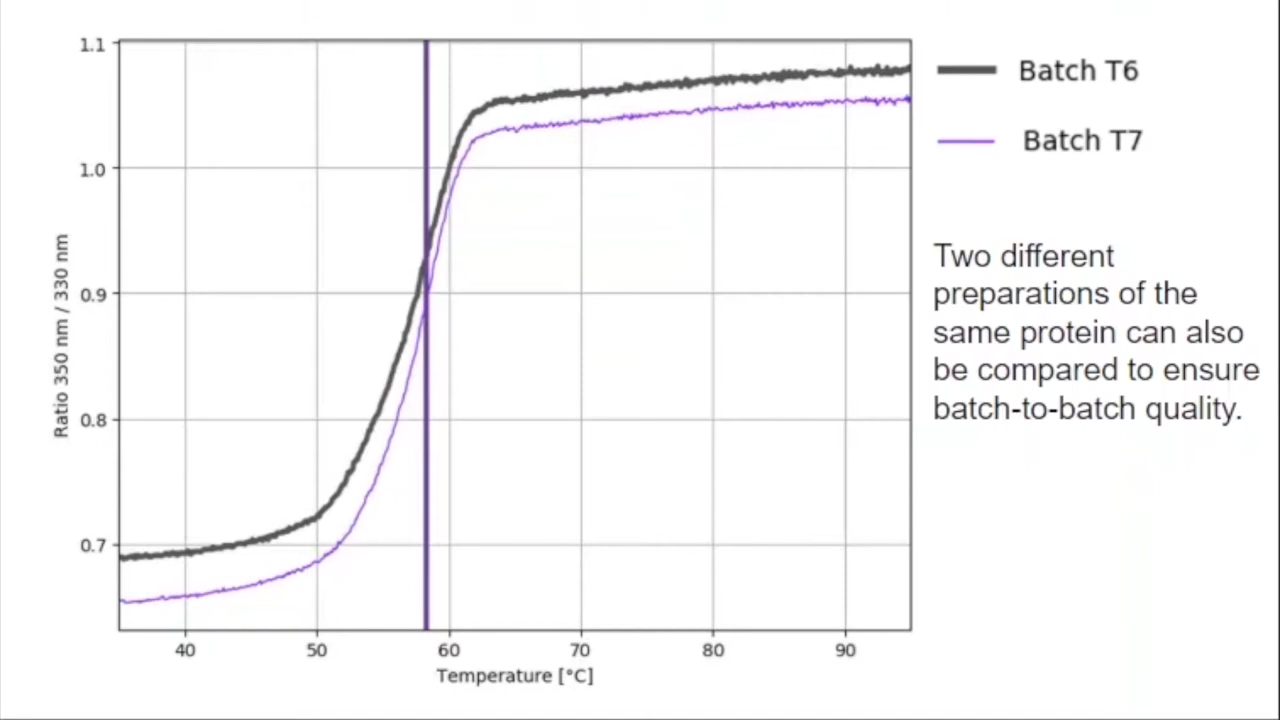 1.1
1.0
0.9
0.8
0.7
Ratio 350 nm / 330 nm
40 50 60 70 80 90
Temperature [°C]
Batch T6
Batch T7
Two different
preparations of the
same protein can also
be compared to ensure
batch-to-batch quality.